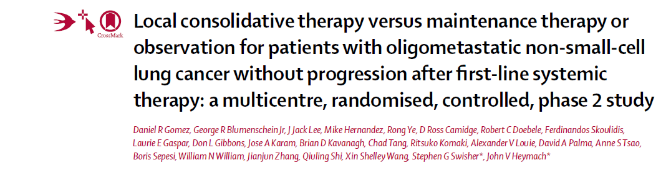 CrossMark
Local consolidative therapy versus maintenance therapy or
observation for patients with oligometastatic non-small-cell
lung cancer without progression after first-line systemic
therapy: a multicentre, randomised, controlled, phase 2 study
Daniel R Gomez, George R Blumenschein Jr, J Jack Lee, Mike Hernandez, Rong Ye, D Ross Camidge, Robert C Doebele, Ferdinandos Skoulidis,
Laurie E Gaspar, Don L Gibbons, Jose A Karam, Brian D Kavanagh, Chad Tang, Ritsuko Komaki, Alexander V Louie, David A Palma, Anne S Tsao,
Boris Sepesi, William N William, Jianjun Zhang, Qiuling Shi, Xin Shelley Wang, Stephen G Swisher*, John V Heymach*